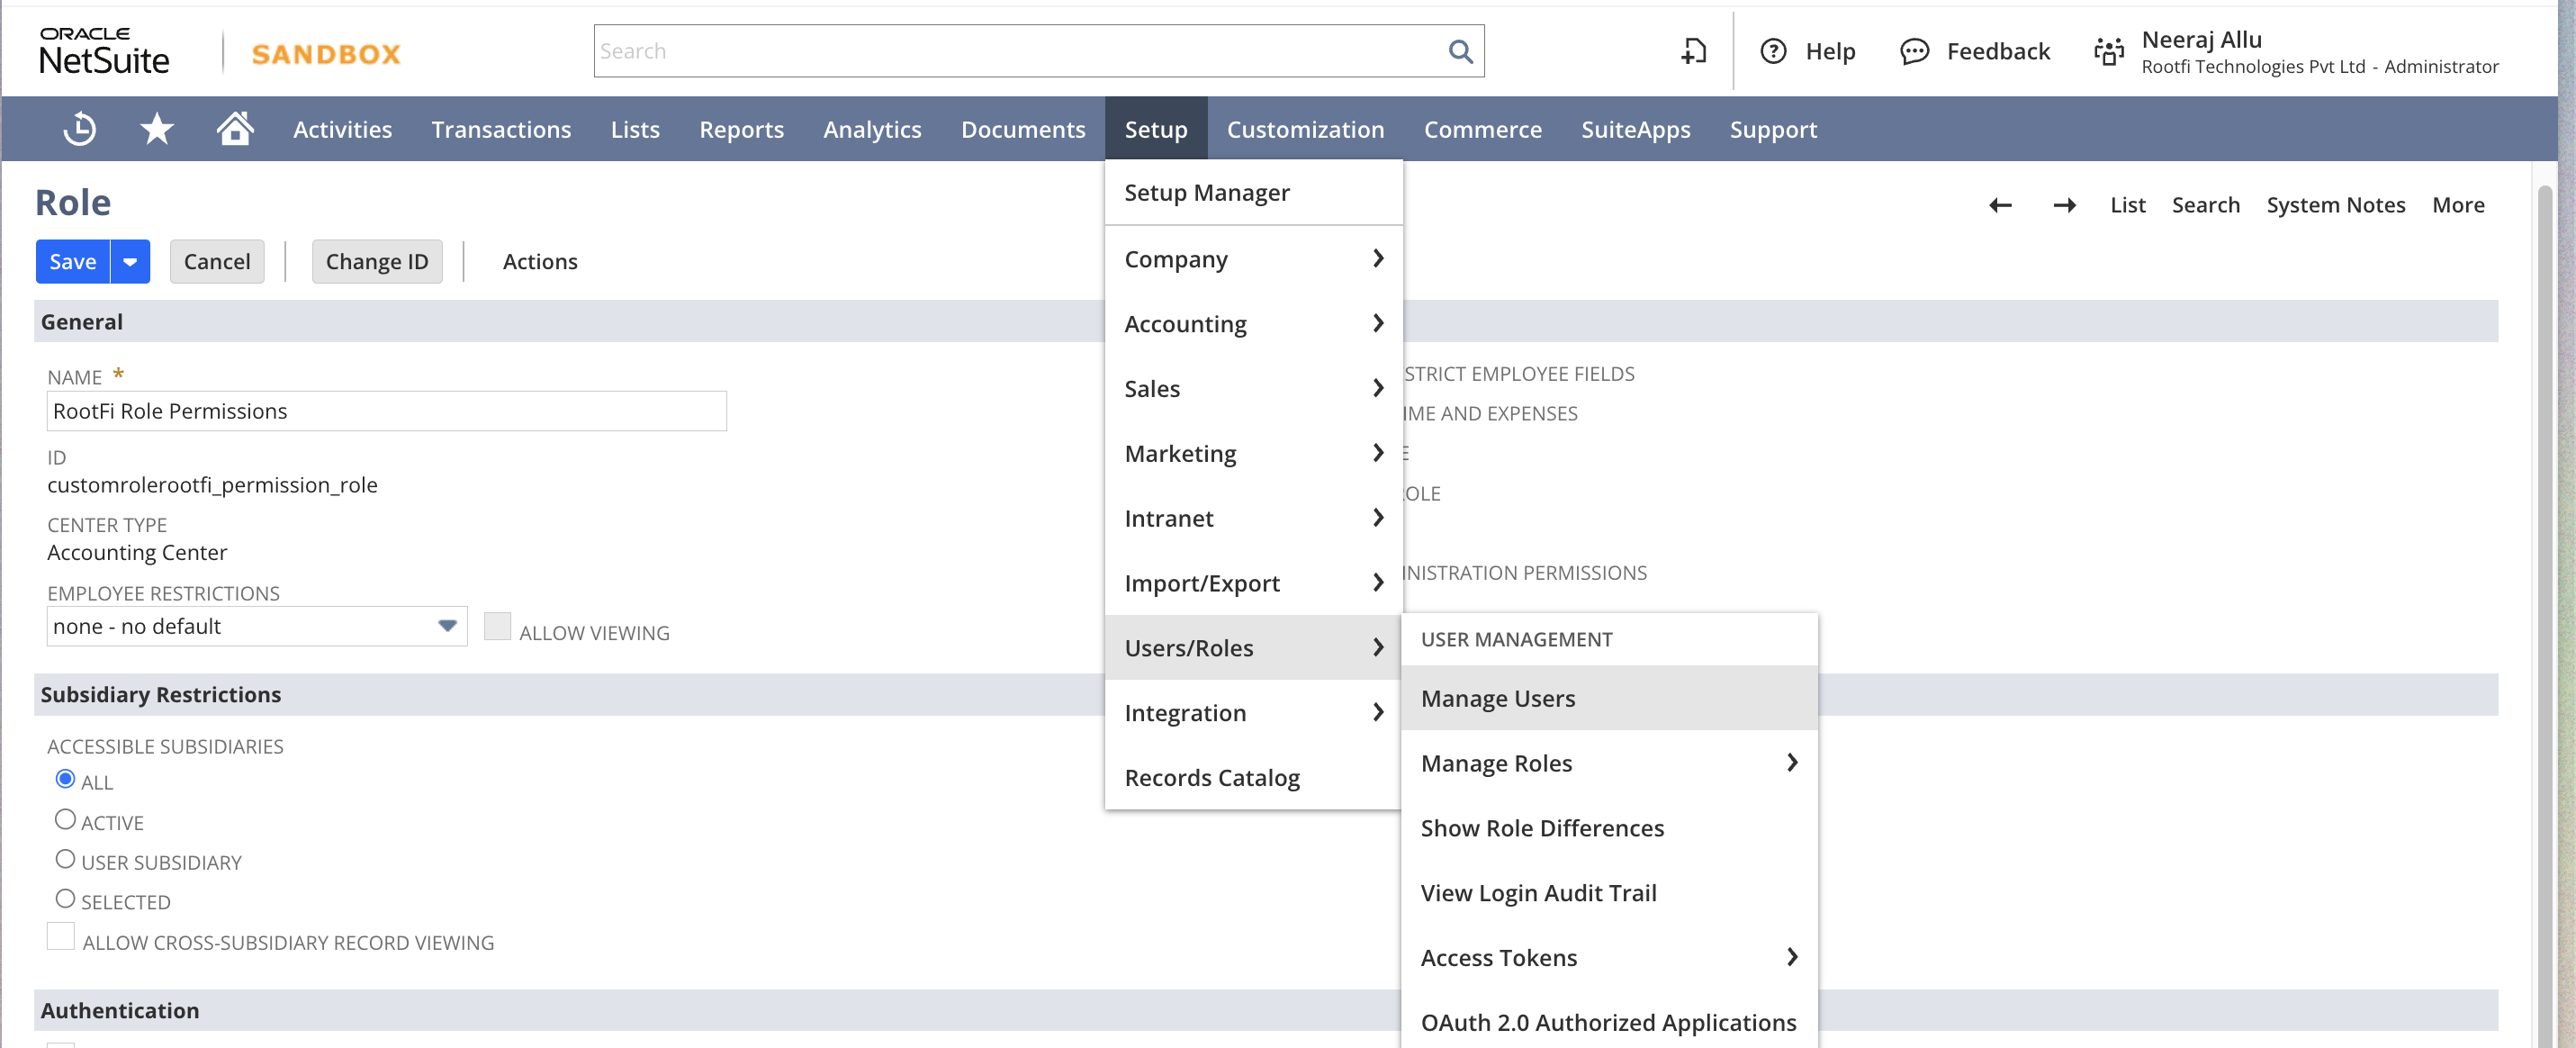 ORACLE
NetSuite
SANDBOX
Search
Help
Feedback
Neeraj Allu
Rootfi Technologies Pvt Ltd - Administrator
Activities
Transactions
Lists
Reports
Analytics
Documents
Setup
Customization
Commerce
SuiteApps
Support
Role
List
Search
System Notes
More
Save
Cancel
Change ID
Actions
General
NAME *
RootFi Role Permissions
ID
customrolerootfi_permission_role
CENTER TYPE
Accounting Center
EMPLOYEE RESTRICTIONS
none - no default
ALLOW VIEWING
Subsidiary Restrictions
ACCESSIBLE SUBSIDIARIES
ALL
ACTIVE
USER SUBSIDIARY
SELECTED
ALLOW CROSS-SUBSIDIARY RECORD VIEWING
Authentication
Setup Manager
Company
Accounting
Sales
Marketing
Intranet
Import/Export
Users/Roles
Integration
Records Catalog
STRICT EMPLOYEE FIELDS
IME AND EXPENSES
E
OLE
INISTRATION PERMISSIONS
USER MANAGEMENT
Manage Users
Manage Roles
Show Role Differences
View Login Audit Trail
Access Tokens
OAuth 2.0 Authorized Applications